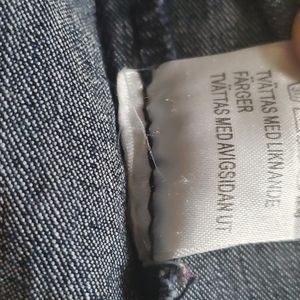 TVÄTTAS MED LIKNANDE
FÄRGER
TVÄTTAS MED AVIGSIDAN UT